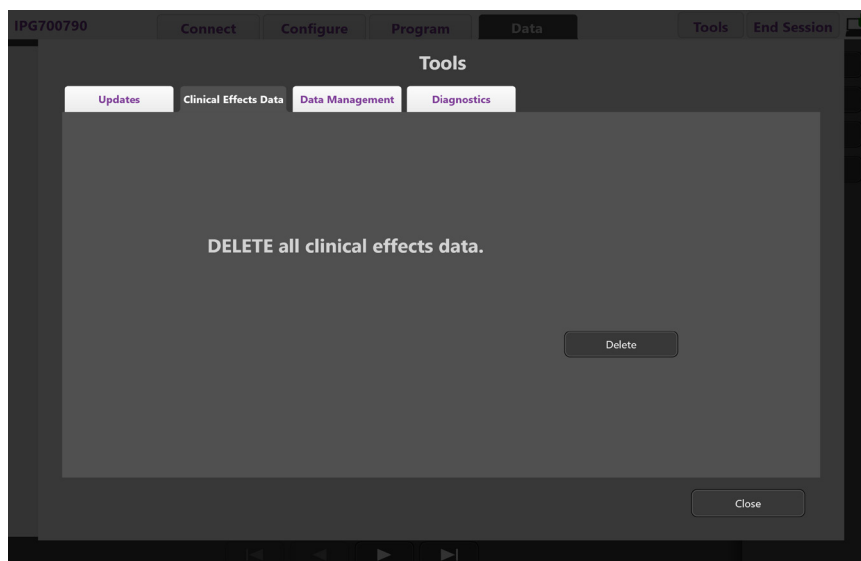 IPG700790 Connect Configure Program Data Tools End Session
Tools
Updates Clinical Effects Data Data Management Diagnostics
DELETE all clinical effects data.
Delete
Close